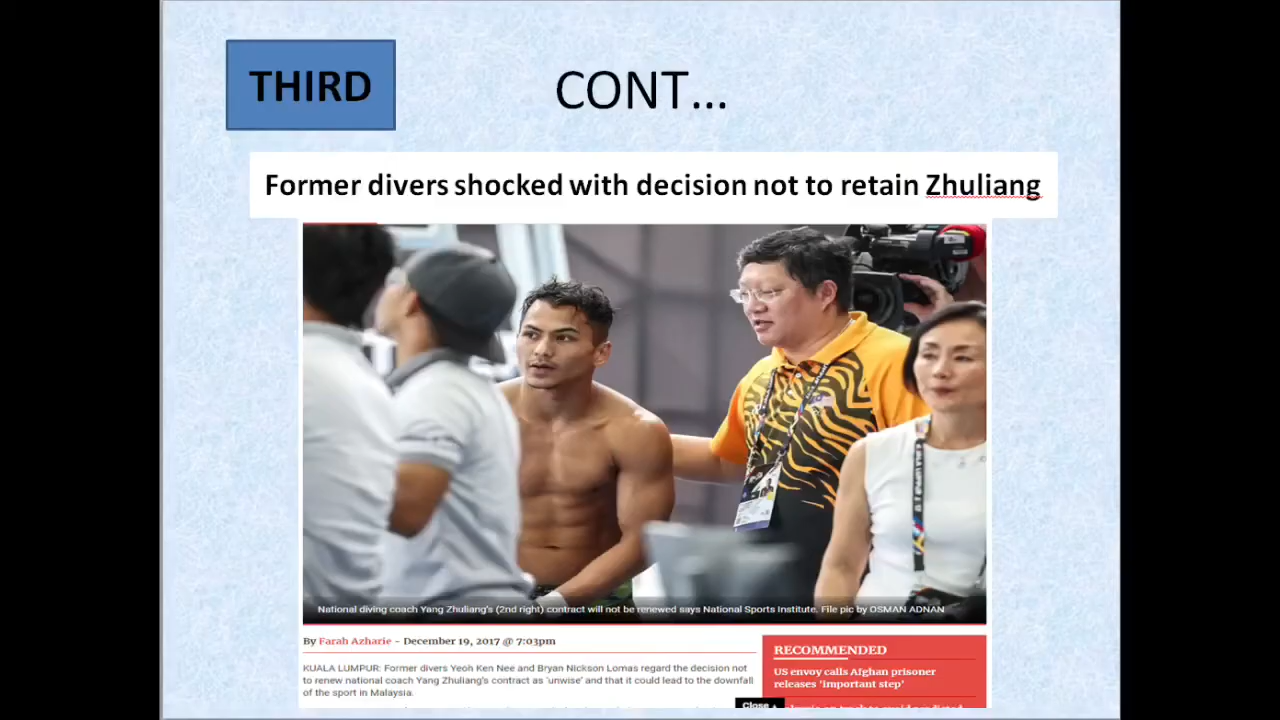 THIRD
CONT...
Former divers shocked with decision not to retain Zhuliang
National diving coach Yang Zhuliang's (2nd right) contract will not be renewed says National Sports Institute. File pic by OSMAN ADNAN
By Farah Azharie - December 19, 2017 @ 7:03pm
KUALA LUMPUR: Former divers Yeoh Ken Nee and Bryan Nickson Lomas regard the decision not
to renew national coach Yang Zhuliang's contract as 'unwise' and that it could lead to the downfall
of the sport in Malaysia.
RECOMMENDED
US envoy calls Afghan prisoner
releases 'important step'
Close